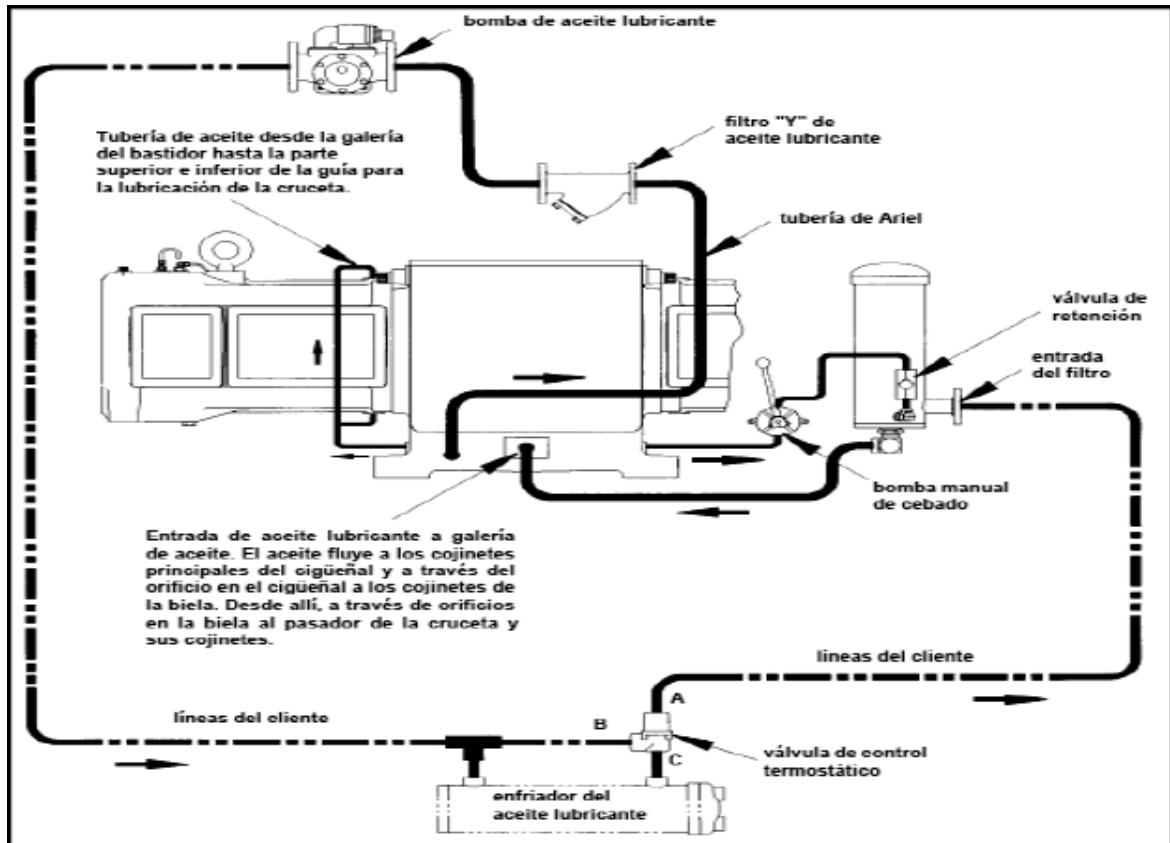 bomba de aceite lubricante
filtro "Y" de
aceite lubricante
Tubería de aceite desde la galería
del bastidor hasta la parte
superior e inferior de la guía para
la lubricación de la cruceta.
tubería de Ariel
válvula de
retención
entrada
del filtro
bomba manual
de cebado
Entrada de aceite lubricante a galería
de aceite. El aceite fluye a los cojinetes
principales del cigüeñal y a través del
orificio en el cigüeñal a los cojinetes de
la biela. Desde allí, a través de orificios
en la biela al pasador de la cruceta y
sus cojinetes.
líneas del cliente
A
líneas del cliente
B
C
válvula de control
termostático
enfriador del
aceite lubricante